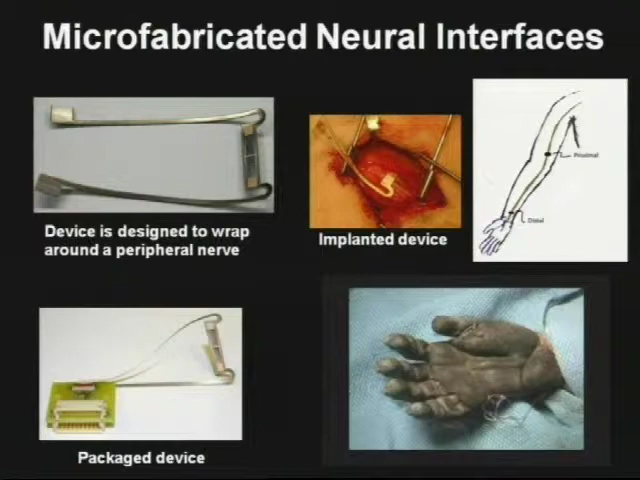 Microfabricated Neural Interfaces
Proximal
Device is designed to wrap
around a peripheral nerve
Implanted device
Distal
Packaged device